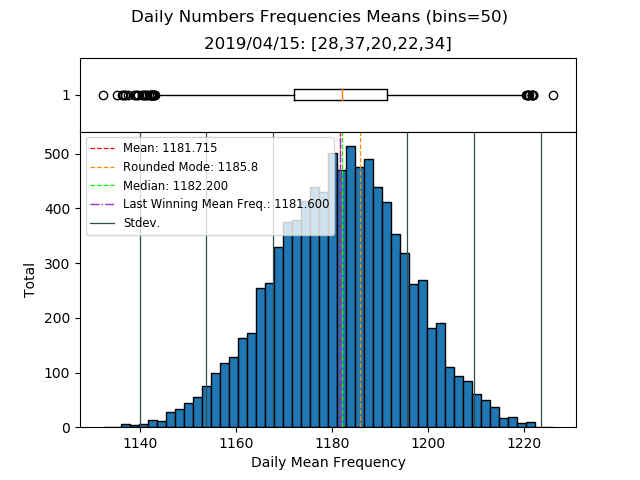 Daily Numbers Frequencies Means (bins=50)
2019/04/15: [28,37,20,22,34]
1
Mean: 1181.715
Rounded Mode: 1185.8
Median: 1182.200
Last Winning Mean Freq.: 1181.600
Stdev.
500
400
300
200
100
0
Total
1140 1160 1180 1200 1220
Daily Mean Frequency